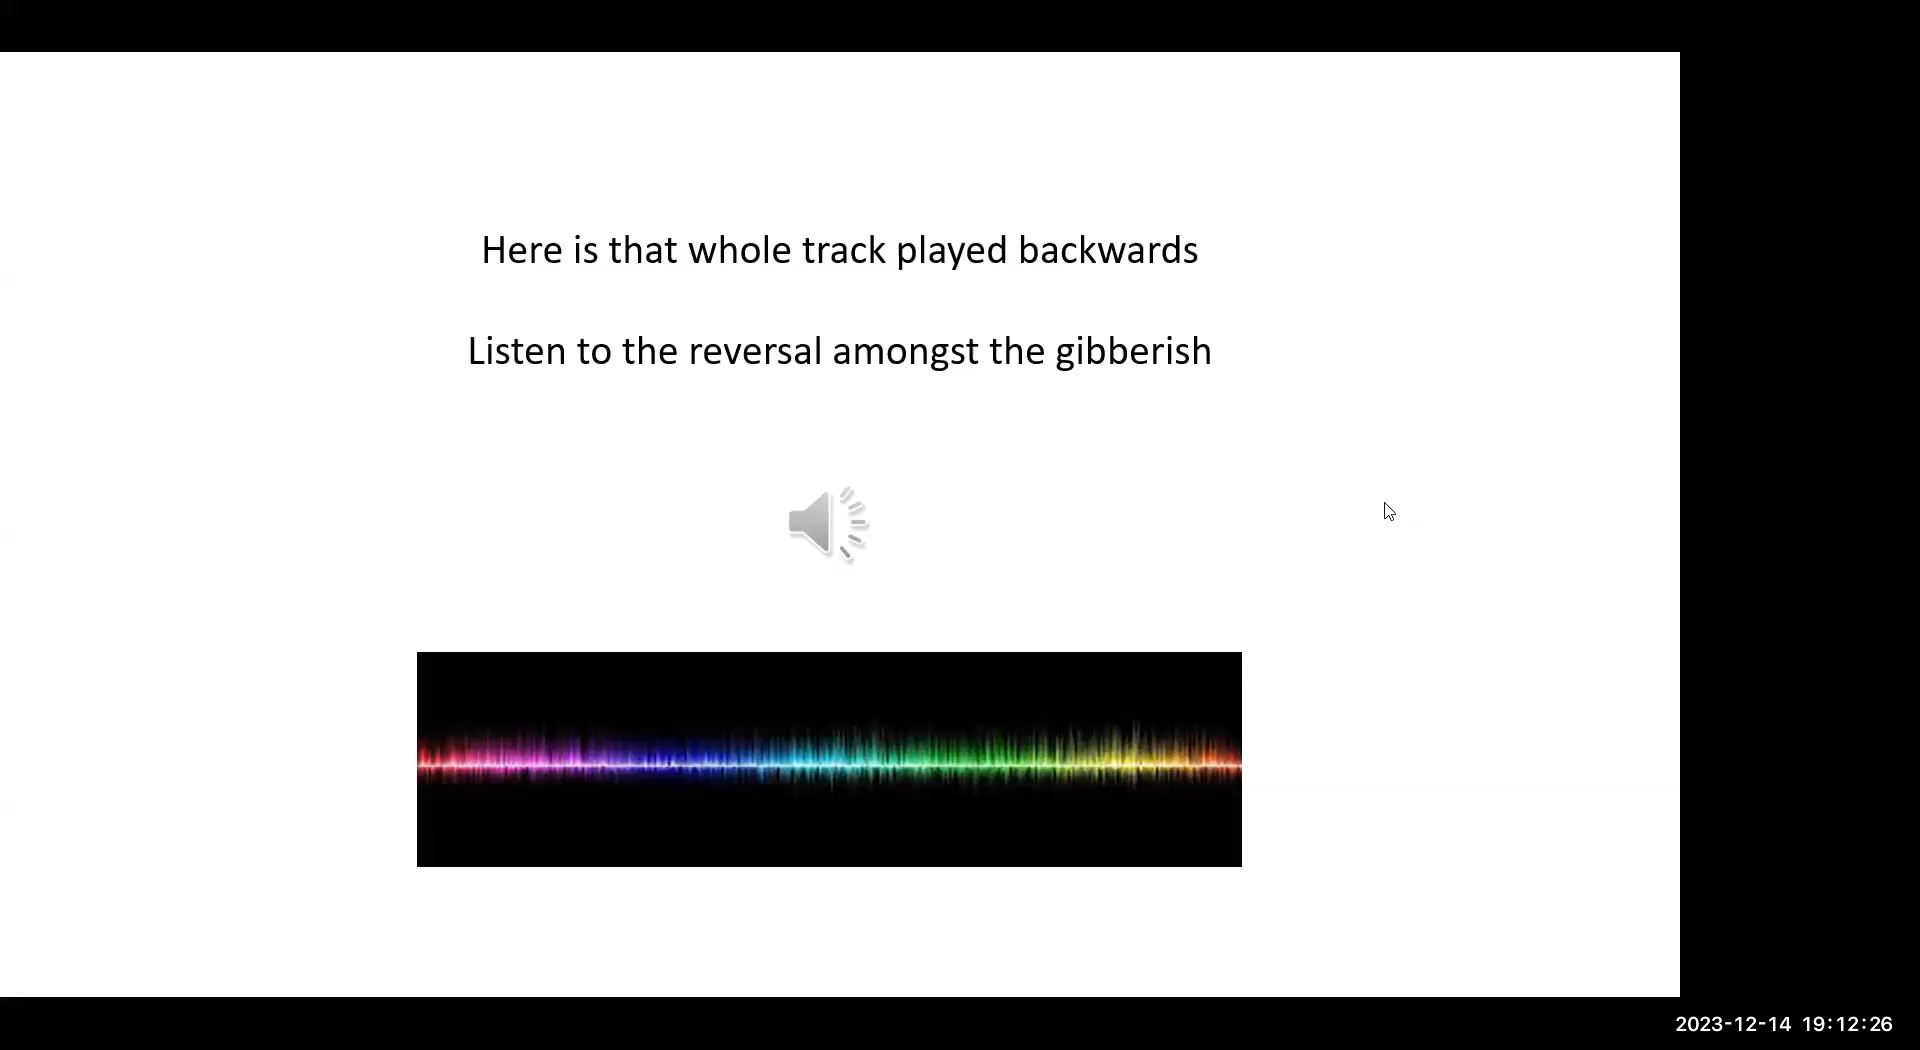 Here is that whole track played backwards
Listen to the reversal amongst the gibberish
2023-12-14 19:12:26